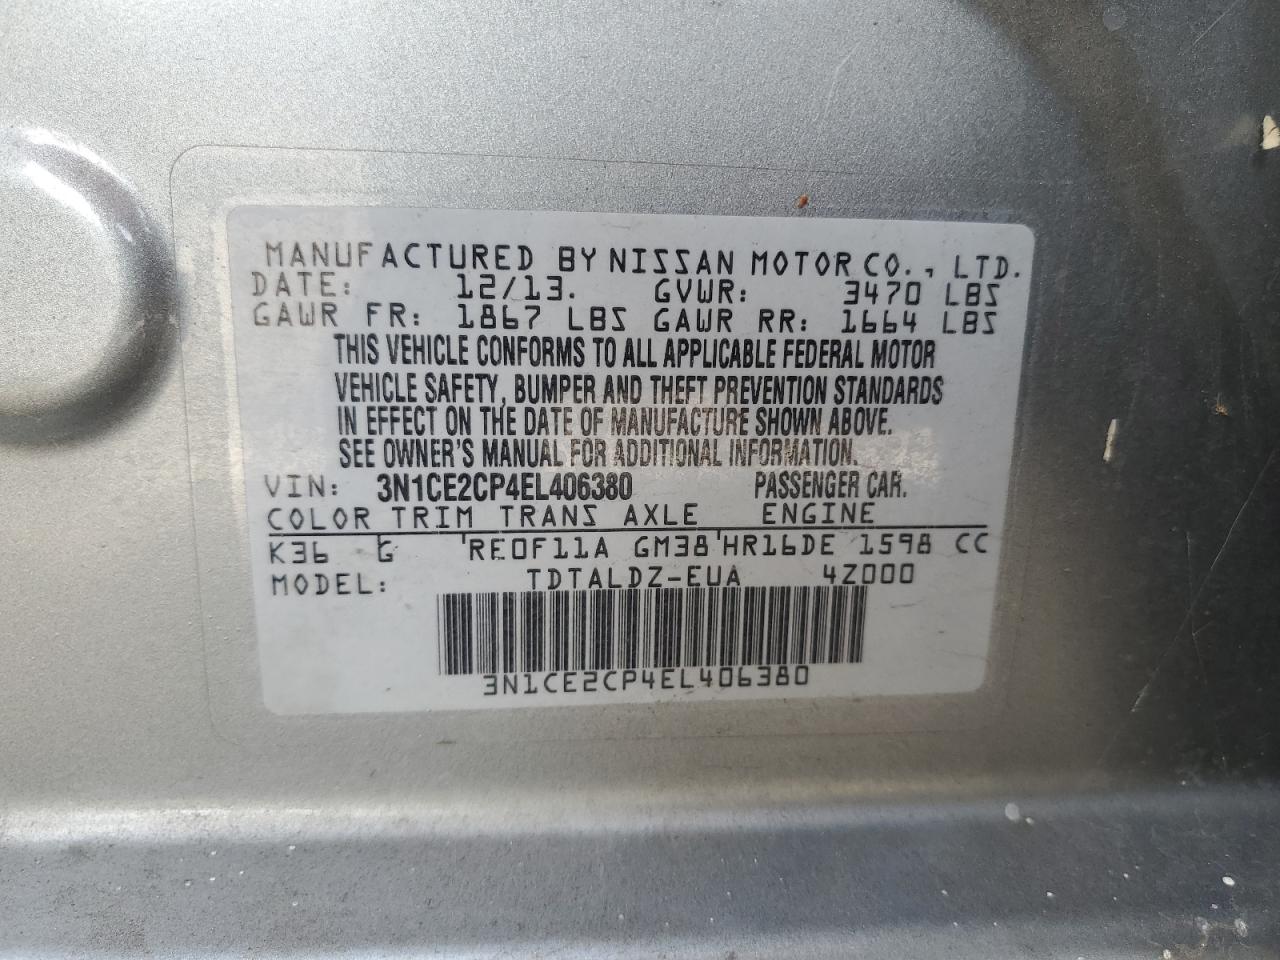 MANUFACTURED BY NISSAN MOTOR CO., LTD.
DATE: 12/13. GVWR: 3470 LBS
GAWR FR: 1867 LBS GAWR RR: 1664 LBS
THIS VEHICLE CONFORMS TO ALL APPLICABLE FEDERAL MOTOR
VEHICLE SAFETY, BUMPER AND THEFT PREVENTION STANDARDS
IN EFFECT ON THE DATE OF MANUFACTURE SHOWN ABOVE.
SEE OWNER'S MANUAL FOR ADDITIONAL INFORMATION.
VIN: 3N1CE2CP4EL406380 PASSENGER CAR.
COLOR TRIM TRANS AXLE ENGINE
K36 G RE0F11A GM38 HR16DE 1598 CC
MODEL: TDTALDZ-EUA 4Z000
3N1CE2CP4EL406380